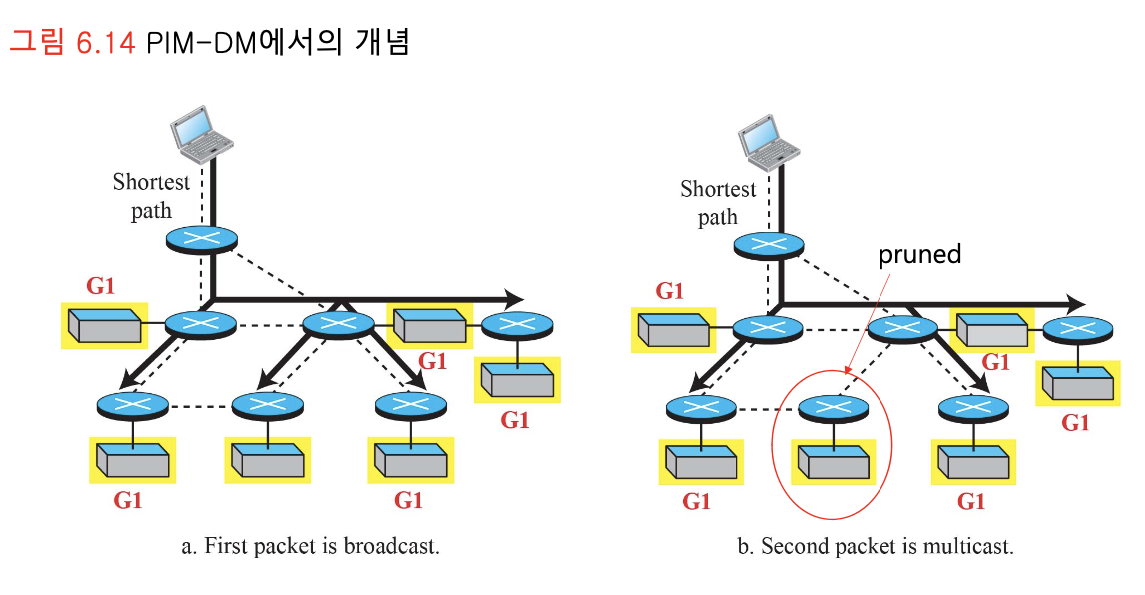 그림 6.14 PIM-DM에서의 개념
Shortest
path
G1
G1
G1
G1
G1
a. First packet is broadcast.
Shortest
path
pruned
G1
G1
G1
G1
G1
b. Second packet is multicast.